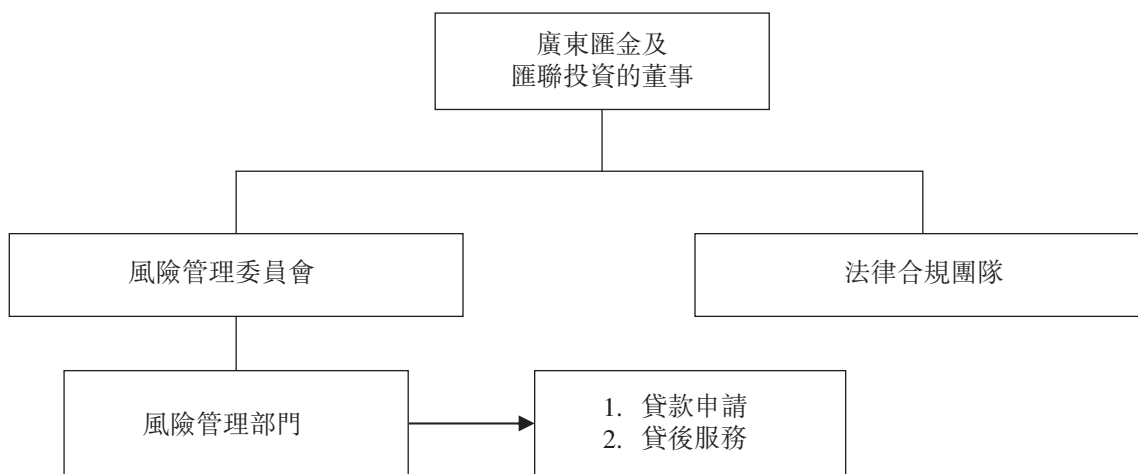 廣東匯金及
匯聯投資的董事
風險管理委員會
法律合規團隊
風險管理部門
1. 貸款申請
2. 貸後服務